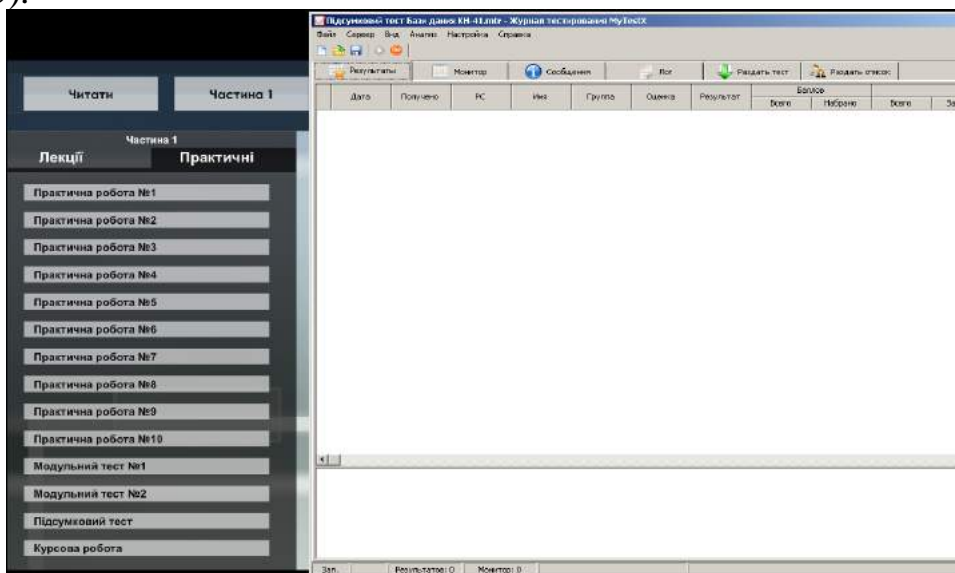 ).
Підсумковий тест Бази даних КН-41.mtr - Журнал тестирования MyTestX
Файл Сервер Вид Анализ Настройка Справка
Результаты Монитор Сообщения Лог Раздать тест Раздать список
Дата Получено РС Имя Группа Оценка Результат Баллов
Всего Набрано Всего
Читати Частина 1
Частина 1
Лекції Практичні
Практична робота №1
Практична робота №2
Практична робота №3
Практична робота №4
Практична робота №5
Практична робота №6
Практична робота №7
Практична робота №8
Практична робота №9
Практична робота №10
Модульний тест №1
Модульний тест №2
Підсумковий тест
Курсова робота
Зап. Результатов: 0 Монитор: 0